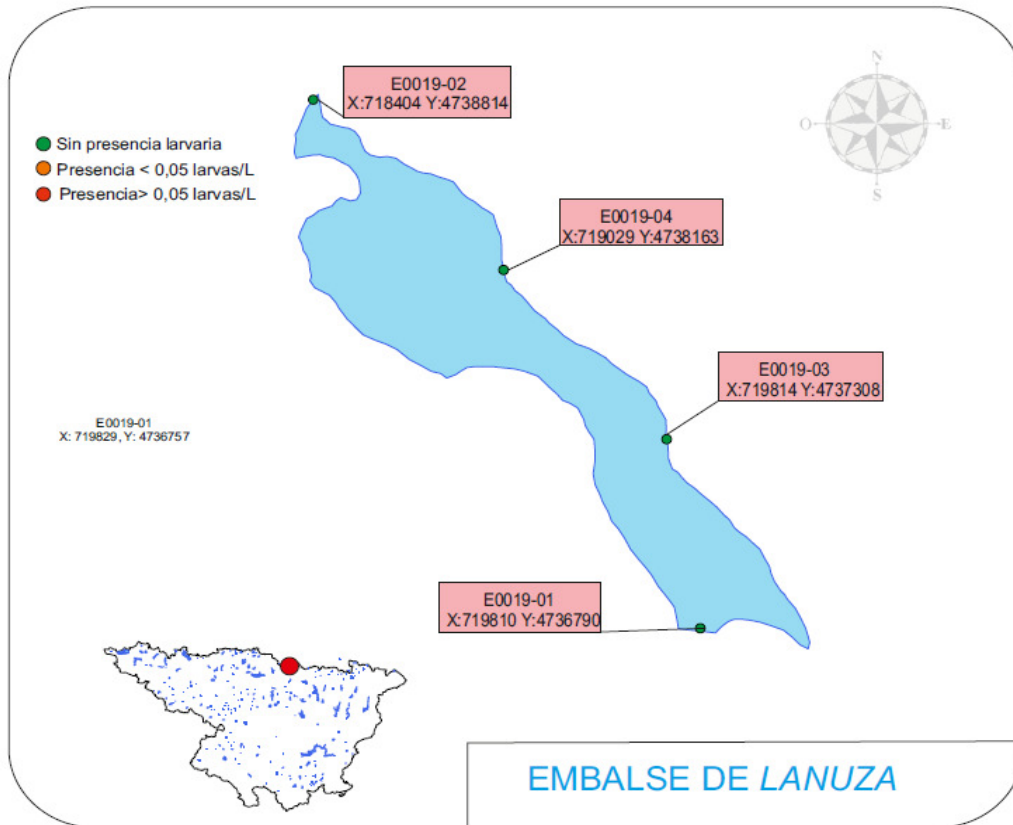 E0019-02
X:718404 Y:4738814
N
O
E
S
Sin presencia larvaria
Presencia < 0,05 larvas/L
Presencia> 0,05 larvas/L
E0019-04
X:719029 Y:4738163
E0019-03
X:719814 Y:4737308
E0019-01
X: 719829, Y: 4736757
E0019-01
X:719810 Y:4736790
EMBALSE DE LANUZA